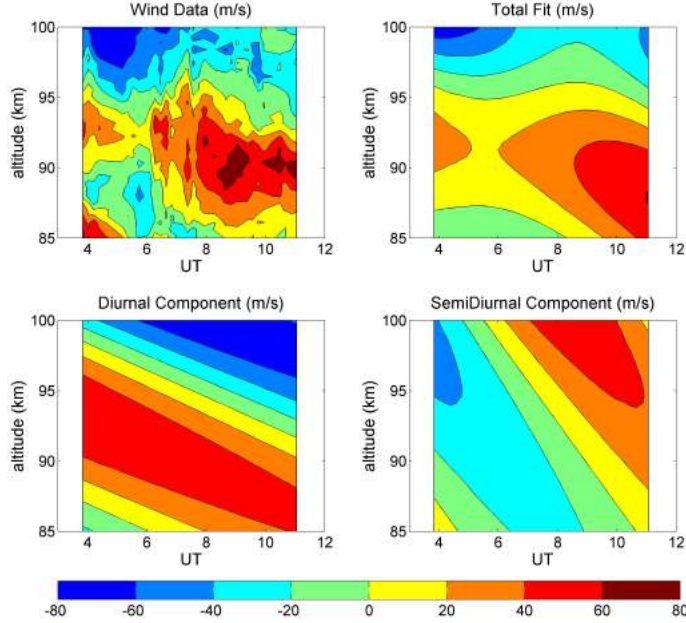 Wind Data (m/s)
Total Fit (m/s)
100
95
90
85
altitude (km)
4 6 8 10 12
UT
100
95
90
85
altitude (km)
4 6 8 10 12
UT
Diurnal Component (m/s)
SemiDiurnal Component (m/s)
100
95
90
85
altitude (km)
4 6 8 10 12
UT
100
95
90
85
altitude (km)
4 6 8 10 12
UT
-80 -60 -40 -20 0 20 40 60 80